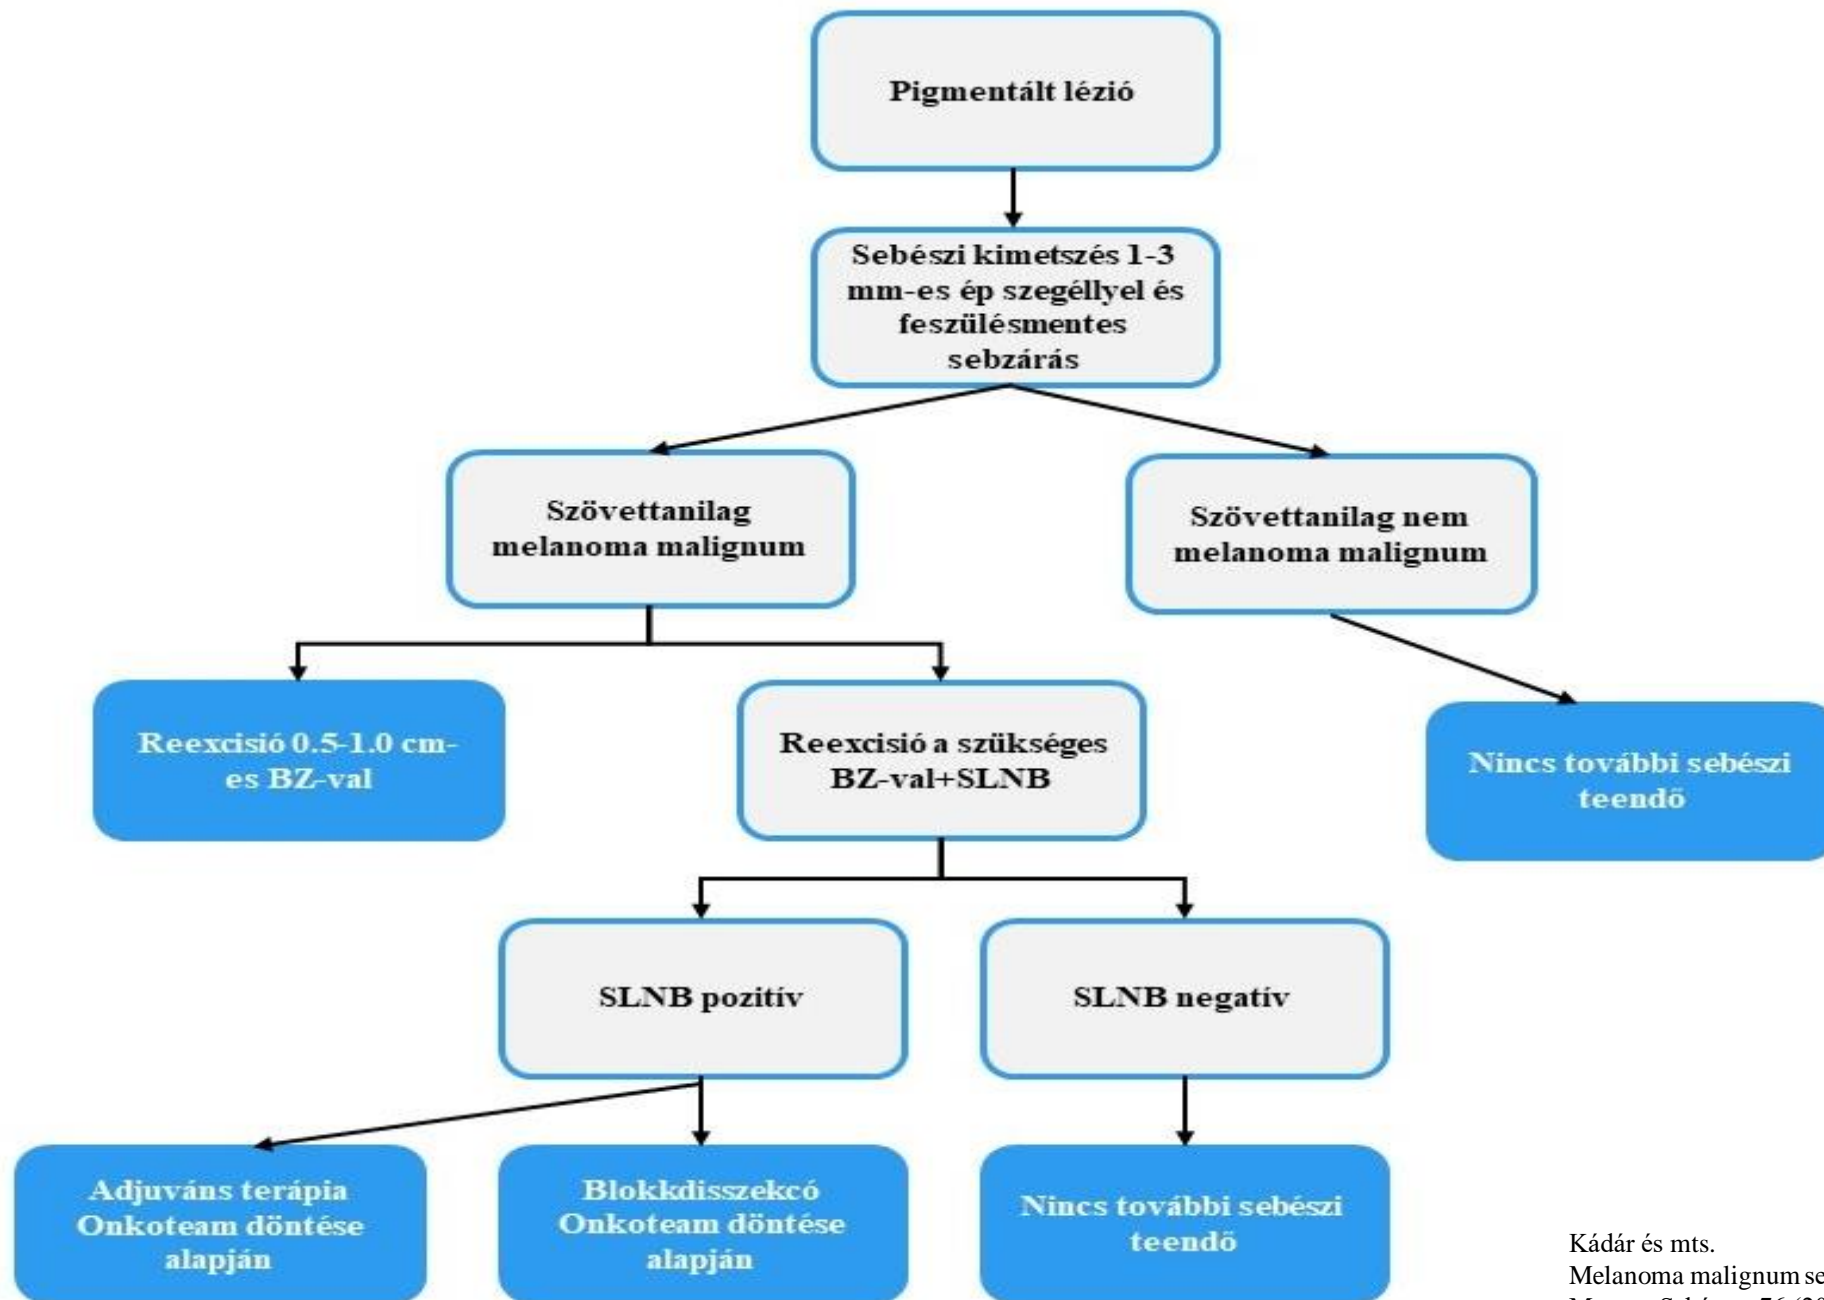 Pigmentált lézió
Sebészi kimetszés 1-3
mm-es ép szegéllyel és
feszülésmentes
sebzárás
Szövettanilag
melanoma malignum
Szövettanilag nem
melanoma malignum
Reexcisió 0.5-1.0 cm-
es BZ-val
Reexcisió a szükséges
BZ-val+SLNB
Nincs további sebészi
teendő
SLNB pozitív
SLNB negatív
Adjuváns terápia
Onkoteam döntése
alapján
Blokkdisszekcó
Onkoteam döntése
alapján
Nincs további sebészi
teendő
Kádár és mts.
Melanoma malignum se